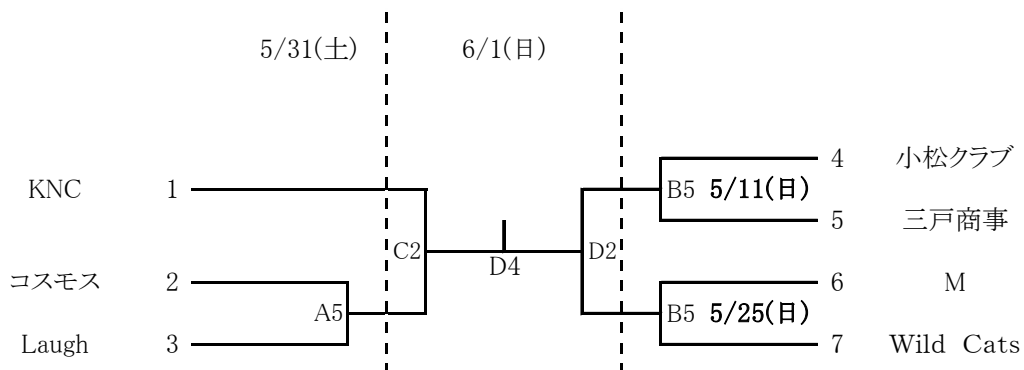 5/31(土) 6/1(日)
4 小松クラブ
KNC 1 B5 5/11(日)
5 三戸商事
C2 D4 D2
コスモス 2 6 M
A5 B5 5/25(日)
Laugh 3 7 Wild Cats